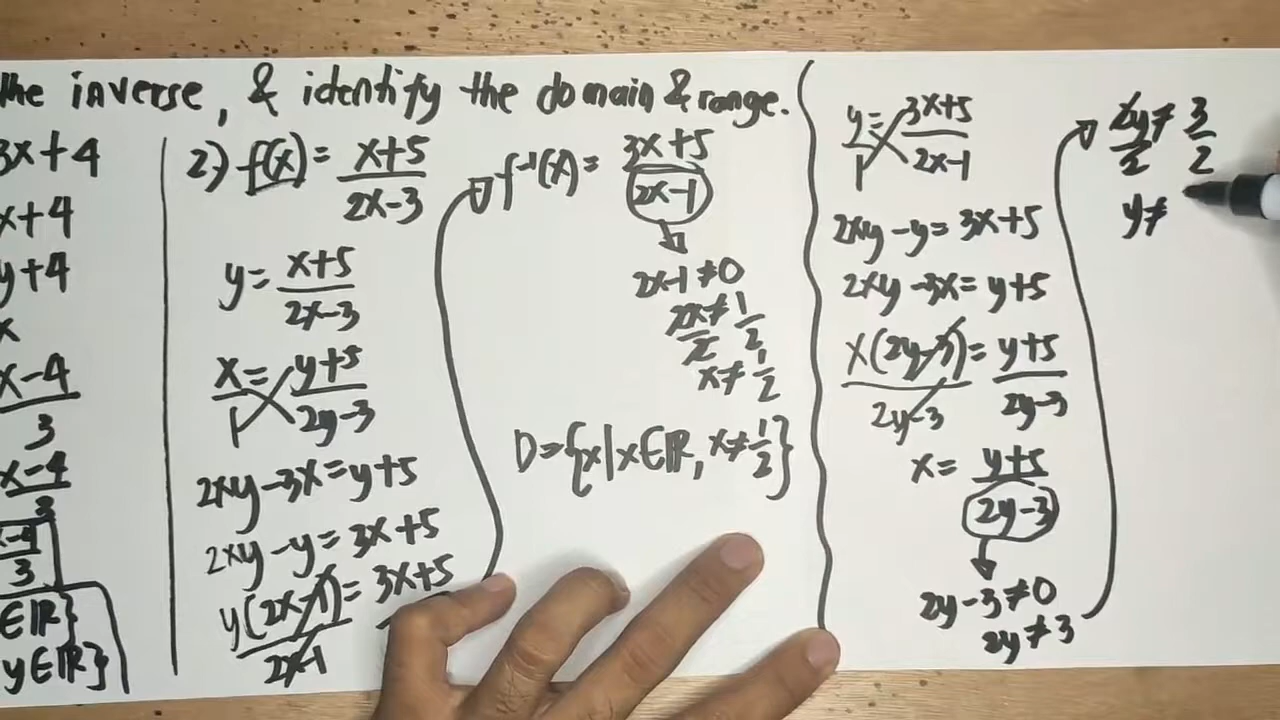 the inverse, & identify the domain & range.
3x+4
x+4
y+4
x
x-4
3
x-4
3
x-4
3
∈ℝ}
y∈ℝ}
2) f(x) = x+5
2x-3
y = x+5
2x-3
x = y+5
1 2y-3
2xy-3x=y+5
2xy-y=3x+5
y(2x-1) = 3x+5
2x-1
f⁻¹(x) = 3x+5
2x-1
2x-1≠0
2x≠1
2 2
x≠1
2
D={x|x∈ℝ, x≠1/2}
y = 3x+5
1 2x-1
2xy-y=3x+5
2xy-3x=y+5
x(2y-3) = y+5
2y-3 2y-3
x = y+5
2y-3
2y-3≠0
2y≠3
2y≠3
2 2
y≠